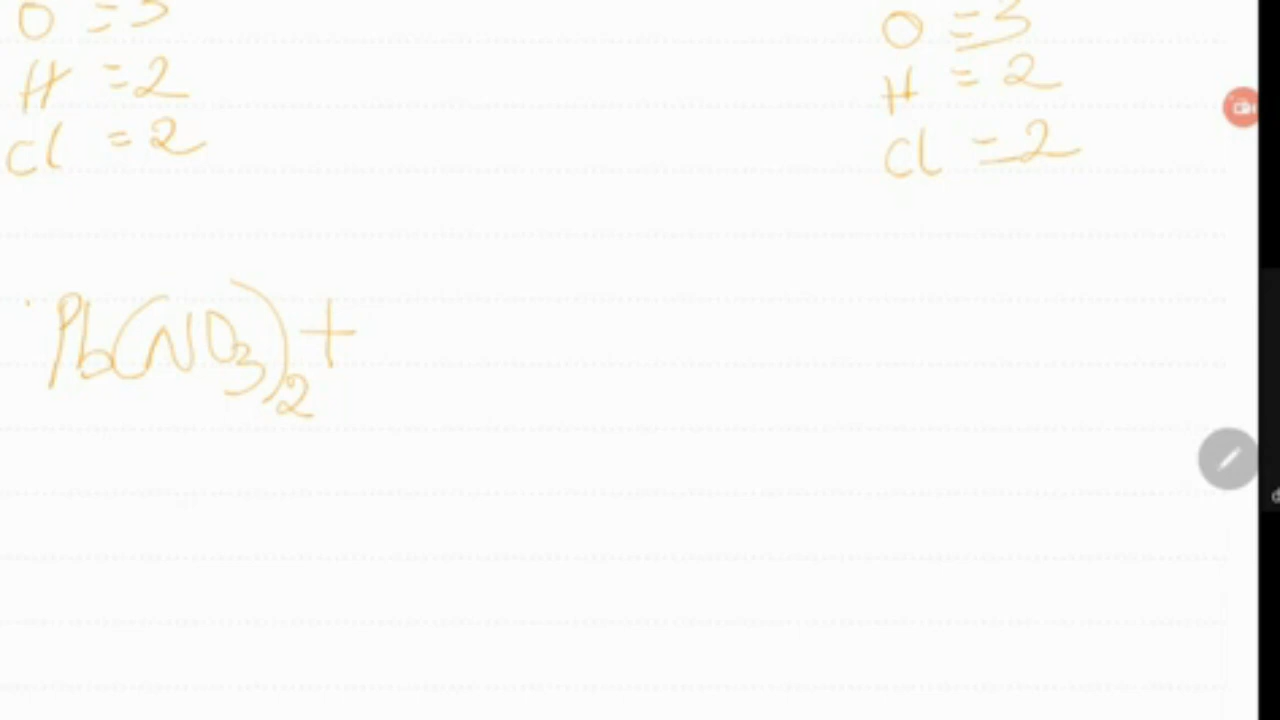 O = 3 O = 3
H = 2 H = 2
Cl = 2 Cl = 2
Pb(NO3)2 +